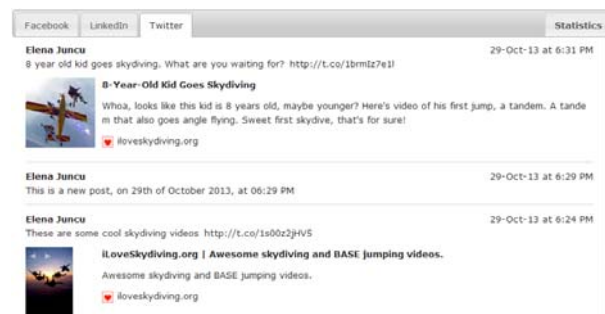 Facebook LinkedIn Twitter Statistics
Elena Juncu 29-Oct-13 at 6:31 PM
8 year old kid goes skydiving. What are you waiting for? http://t.co/1brmIz7e1l
8-Year-Old Kid Goes Skydiving
Whoa, looks like this kid is 8 years old, maybe younger? Here's video of his first jump, a tandem. A tande
m that also goes angle flying. Sweet first skydive, that's for sure!
iloveskydiving.org
Elena Juncu 29-Oct-13 at 6:29 PM
This is a new post, on 29th of October 2013, at 06:29 PM
Elena Juncu 29-Oct-13 at 6:24 PM
These are some cool skydiving videos http://t.co/1s00z2jHV5
iLoveSkydiving.org | Awesome skydiving and BASE jumping videos.
Awesome skydiving and BASE jumping videos.
iloveskydiving.org